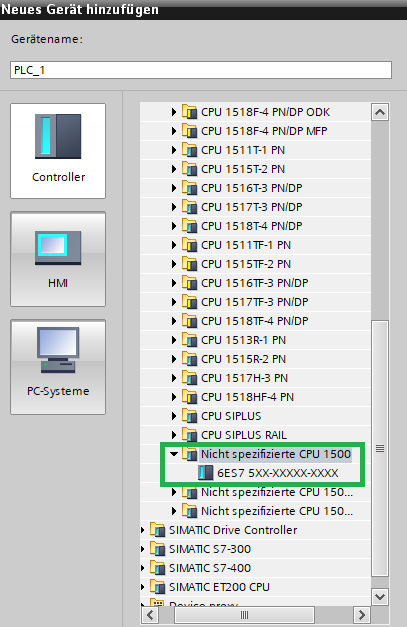 Neues Gerät hinzufügen
Gerätename:
PLC_1
Controller
HMI
PC-Systeme
CPU 1518F-4 PN/DP ODK
CPU 1518F-4 PN/DP MFP
CPU 1511T-1 PN
CPU 1515T-2 PN
CPU 1516T-3 PN/DP
CPU 1517T-3 PN/DP
CPU 1518T-4 PN/DP
CPU 1511TF-1 PN
CPU 1515TF-2 PN
CPU 1516TF-3 PN/DP
CPU 1517TF-3 PN/DP
CPU 1518TF-4 PN/DP
CPU 1513R-1 PN
CPU 1515R-2 PN
CPU 1517H-3 PN
CPU 1518HF-4 PN
CPU SIPLUS
CPU SIPLUS RAIL
Nicht spezifizierte CPU 1500
6ES7 5XX-XXXXX-XXXX
Nicht spezifizierte CPU 150...
Nicht spezifizierte CPU 150...
SIMATIC Drive Controller
SIMATIC S7-300
SIMATIC S7-400
SIMATIC ET200 CPU
Device proxy